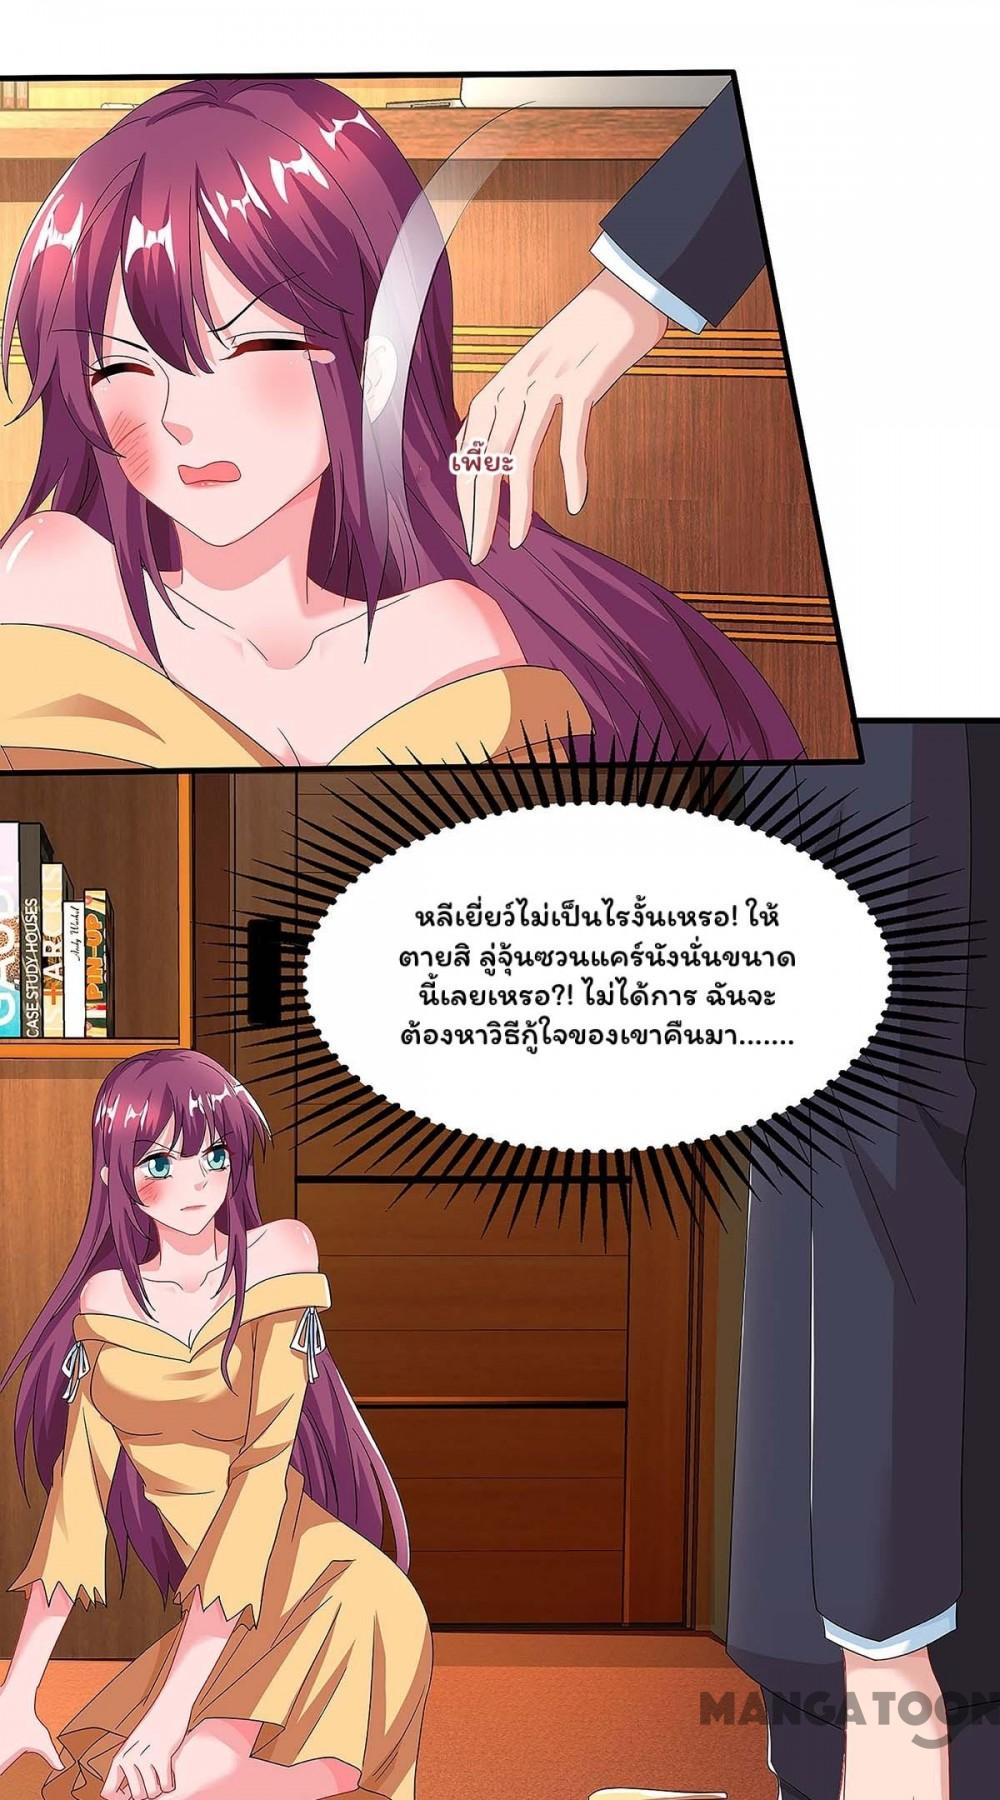 เพี๊ยะ
หลีเยี่ยว์ไม่เป็นไรงั้นเหรอ! ให้
ตายสิ ลู่จุ้นซวนแคร์นังนั่นขนาด
นี้เลยเหรอ?! ไม่ได้การ ฉันจะ
ต้องหาวิธีกู้ใจของเขาคืนมา.......
CASE STUDY HOUSES
Andy Warhol
PIN-UP
MANGATOON